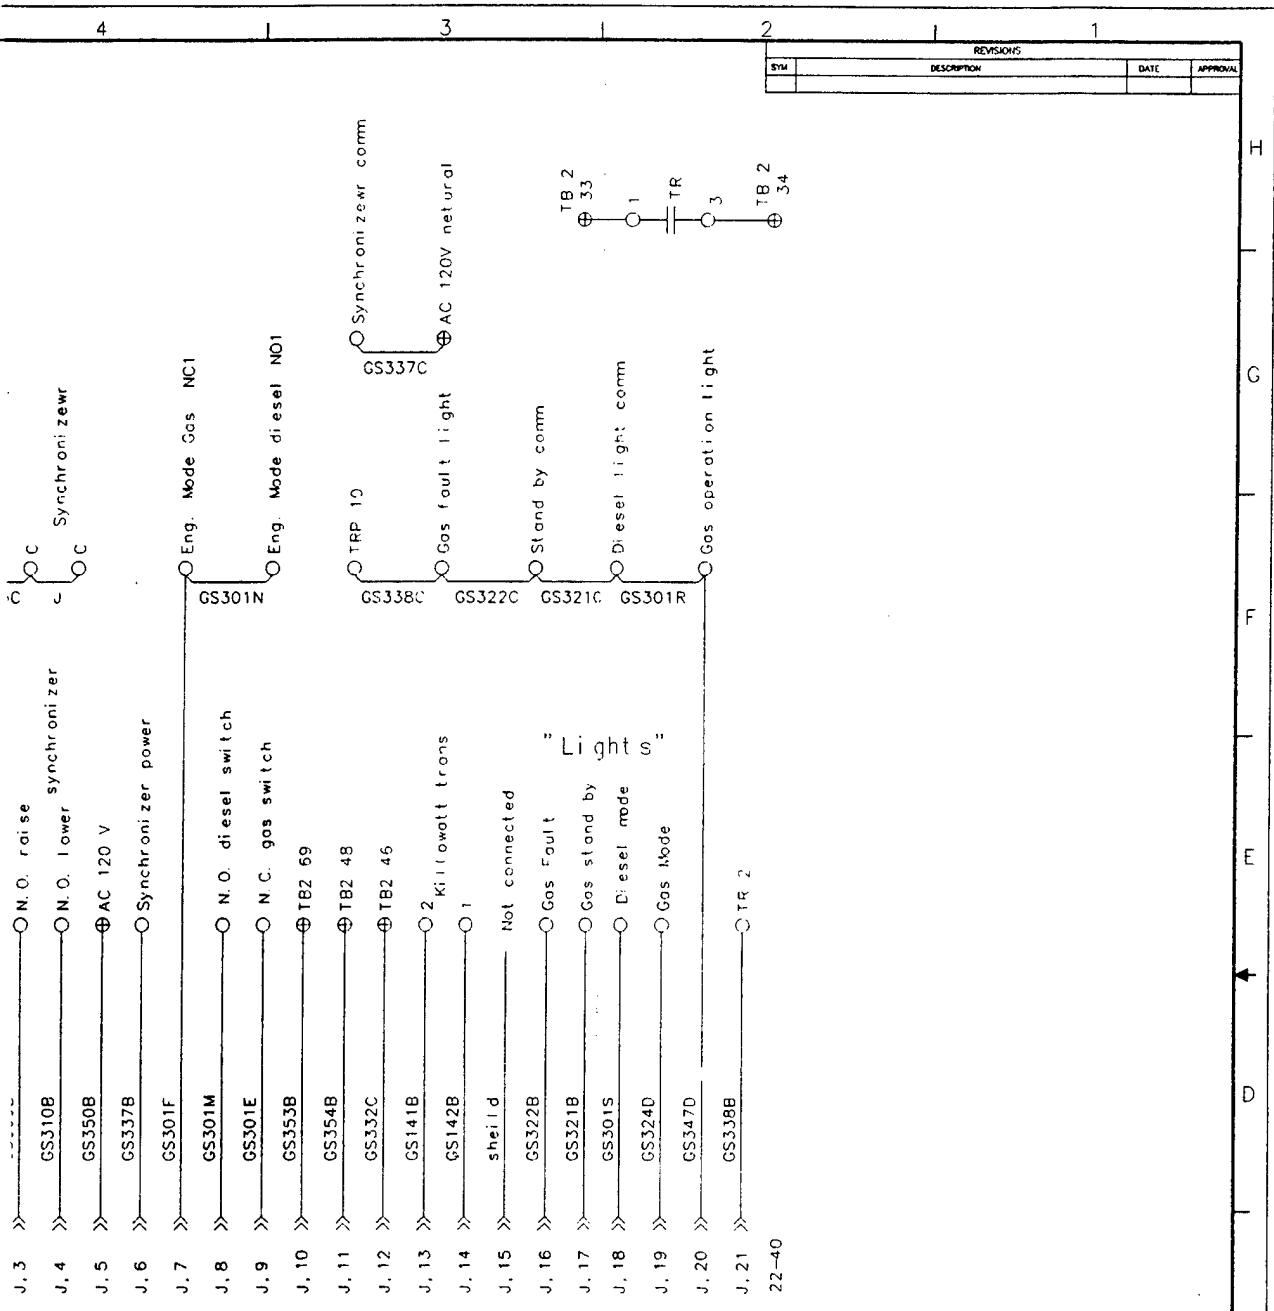 4 3 2 1
REVISIONS
SYM DESCRIPTION DATE APPROVAL
H
G
F
E
D
Synchronizewr comm
AC 120V netural
GS337C
TB 2
33
1
TR
3
TB 2
34
C
C
Synchronizewr
J
Eng. Mode Gas NC1
Eng. Mode diesel NO1
GS301N
TRP 10
Gas fault light
Stand by comm
Diesel light comm
Gas operation light
GS338C
GS322C
GS321C
GS301R
"Lights"
N.O. raise
N.O. lower
synchronizer
AC 120 V
Synchronizer power
N.O. diesel switch
N.C. gas switch
TB2 69
TB2 48
TB2 46
2
Killowatt trans
1
Not connected
Gas Fault
Gas stand by
Diesel mode
Gas Mode
TR 2
GS310B
GS350B
GS337B
GS301F
GS301M
GS301E
GS353B
GS354B
GS332C
GS141B
GS142B
sheild
GS322B
GS321B
GS301S
GS324D
GS347D
GS338B
J. 3
J. 4
J. 5
J. 6
J. 7
J. 8
J. 9
J. 10
J. 11
J. 12
J. 13
J. 14
J. 15
J. 16
J. 17
J. 18
J. 19
J. 20
J. 21
22-40